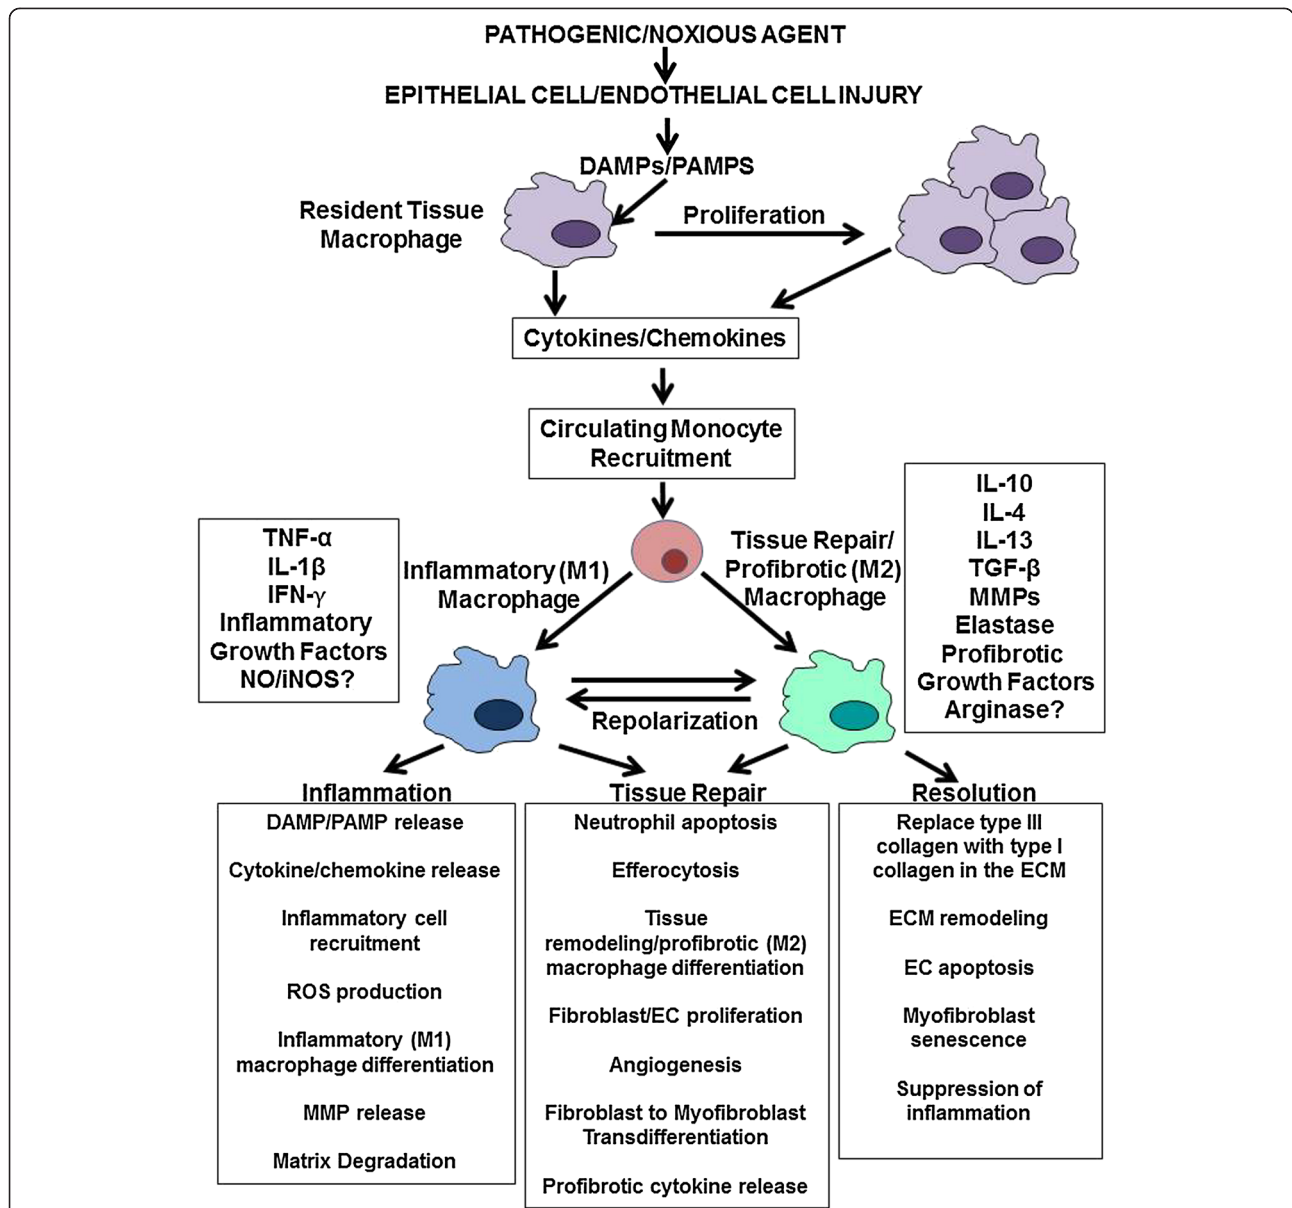 PATHOGENIC/NOXIOUS AGENT
EPITHELIAL CELL/ENDOTHELIAL CELL INJURY
DAMPs/PAMPS
Resident Tissue
Macrophage
Proliferation
Cytokines/Chemokines
Circulating Monocyte
Recruitment
TNF-α
IL-1β
IFN-γ
Inflammatory
Growth Factors
NO/iNOS?
Inflammatory (M1)
Macrophage
Tissue Repair/
Profibrotic (M2)
Macrophage
IL-10
IL-4
IL-13
TGF-β
MMPs
Elastase
Profibrotic
Growth Factors
Arginase?
Repolarization
Inflammation
DAMP/PAMP release
Cytokine/chemokine release
Inflammatory cell
recruitment
ROS production
Inflammatory (M1)
macrophage differentiation
MMP release
Matrix Degradation
Tissue Repair
Neutrophil apoptosis
Efferocytosis
Tissue
remodeling/profibrotic (M2)
macrophage differentiation
Fibroblast/EC proliferation
Angiogenesis
Fibroblast to Myofibroblast
Transdifferentiation
Profibrotic cytokine release
Resolution
Replace type III
collagen with type I
collagen in the ECM
ECM remodeling
EC apoptosis
Myofibroblast
senescence
Suppression of
inflammation